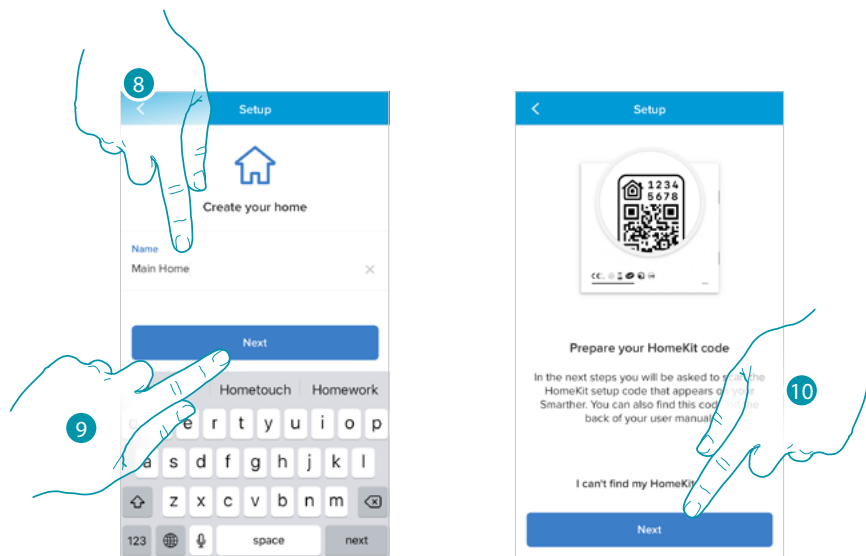 8
Setup
Create your home
Name
Main Home
Next
9
Hometouch Homework
e r t y u i o p
a s d f g h j k l
z x c v b n m
123 space next
Setup
1234
5678
Prepare your HomeKit code
In the next steps you will be asked to the
HomeKit setup code that appears
Smarther. You can also find this
back of your user manual
I can't find my HomeKit
10
Next